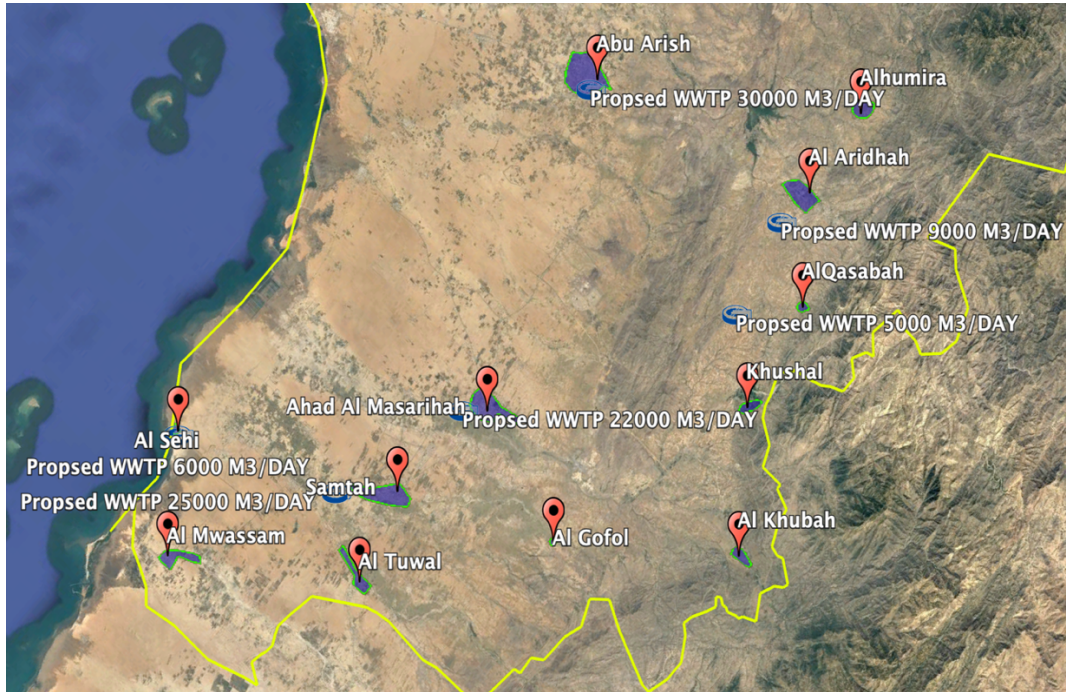 Abu Arish
Propsed WWTP 30000 M3/DAY
Alhumira
Al Aridhah
Propsed WWTP 9000 M3/DAY
AlQasabah
Propsed WWTP 5000 M3/DAY
Khushal
Ahad Al Masarihah
Propsed WWTP 22000 M3/DAY
Al Sehi
Propsed WWTP 6000 M3/DAY
Samtah
Propsed WWTP 25000 M3/DAY
Al Mwassam
Al Tuwal
Al Gofol
Al Khubah